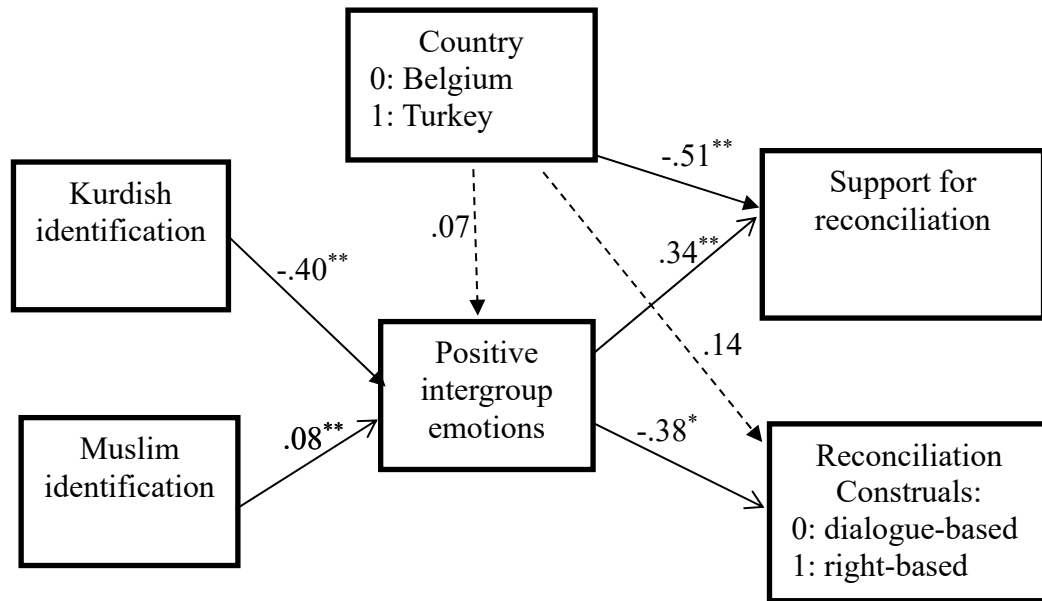 Country
0: Belgium
1: Turkey
-.51**
Kurdish
identification
Support for
reconciliation
.07
.34**
-.40**
.14
Positive
intergroup
emotions
-.38*
.08**
Muslim
identification
Reconciliation
Construals:
0: dialogue-based
1: right-based